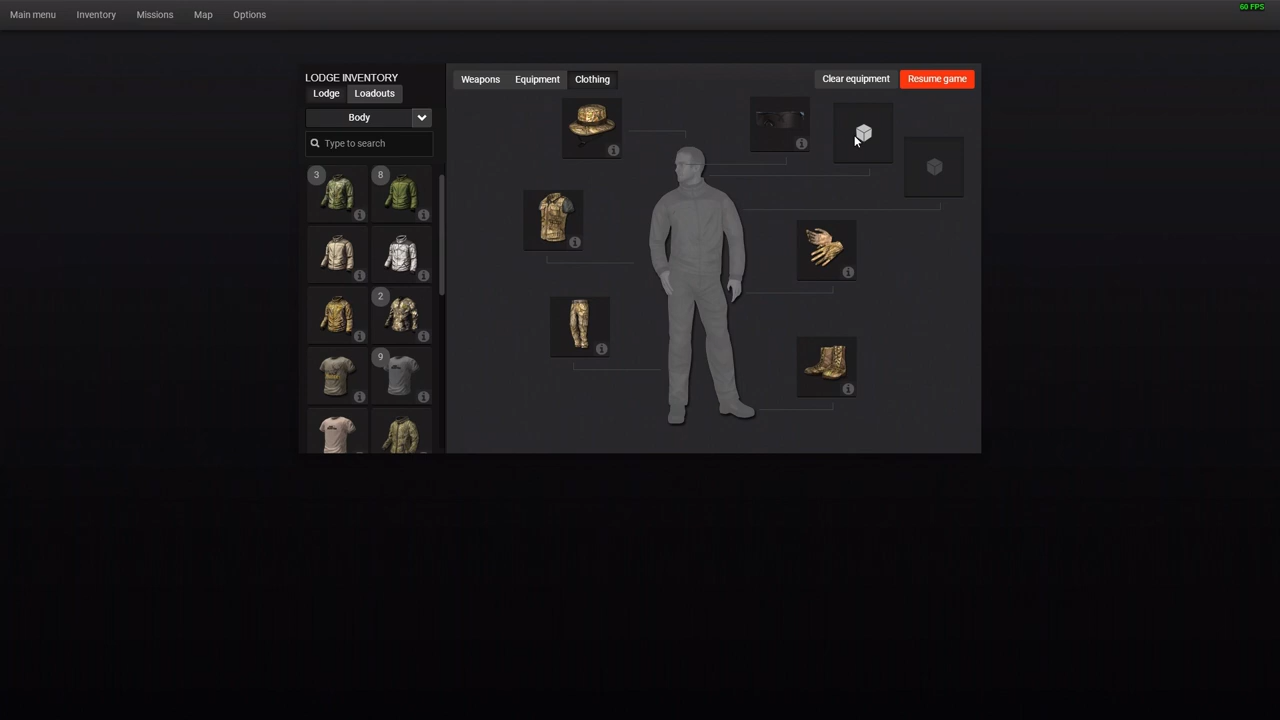 Main menu
Inventory
Missions
Map
Options
60 FPS
LODGE INVENTORY
Lodge
Loadouts
Body
Type to search
3
8
2
9
Weapons
Equipment
Clothing
Clear equipment
Resume game